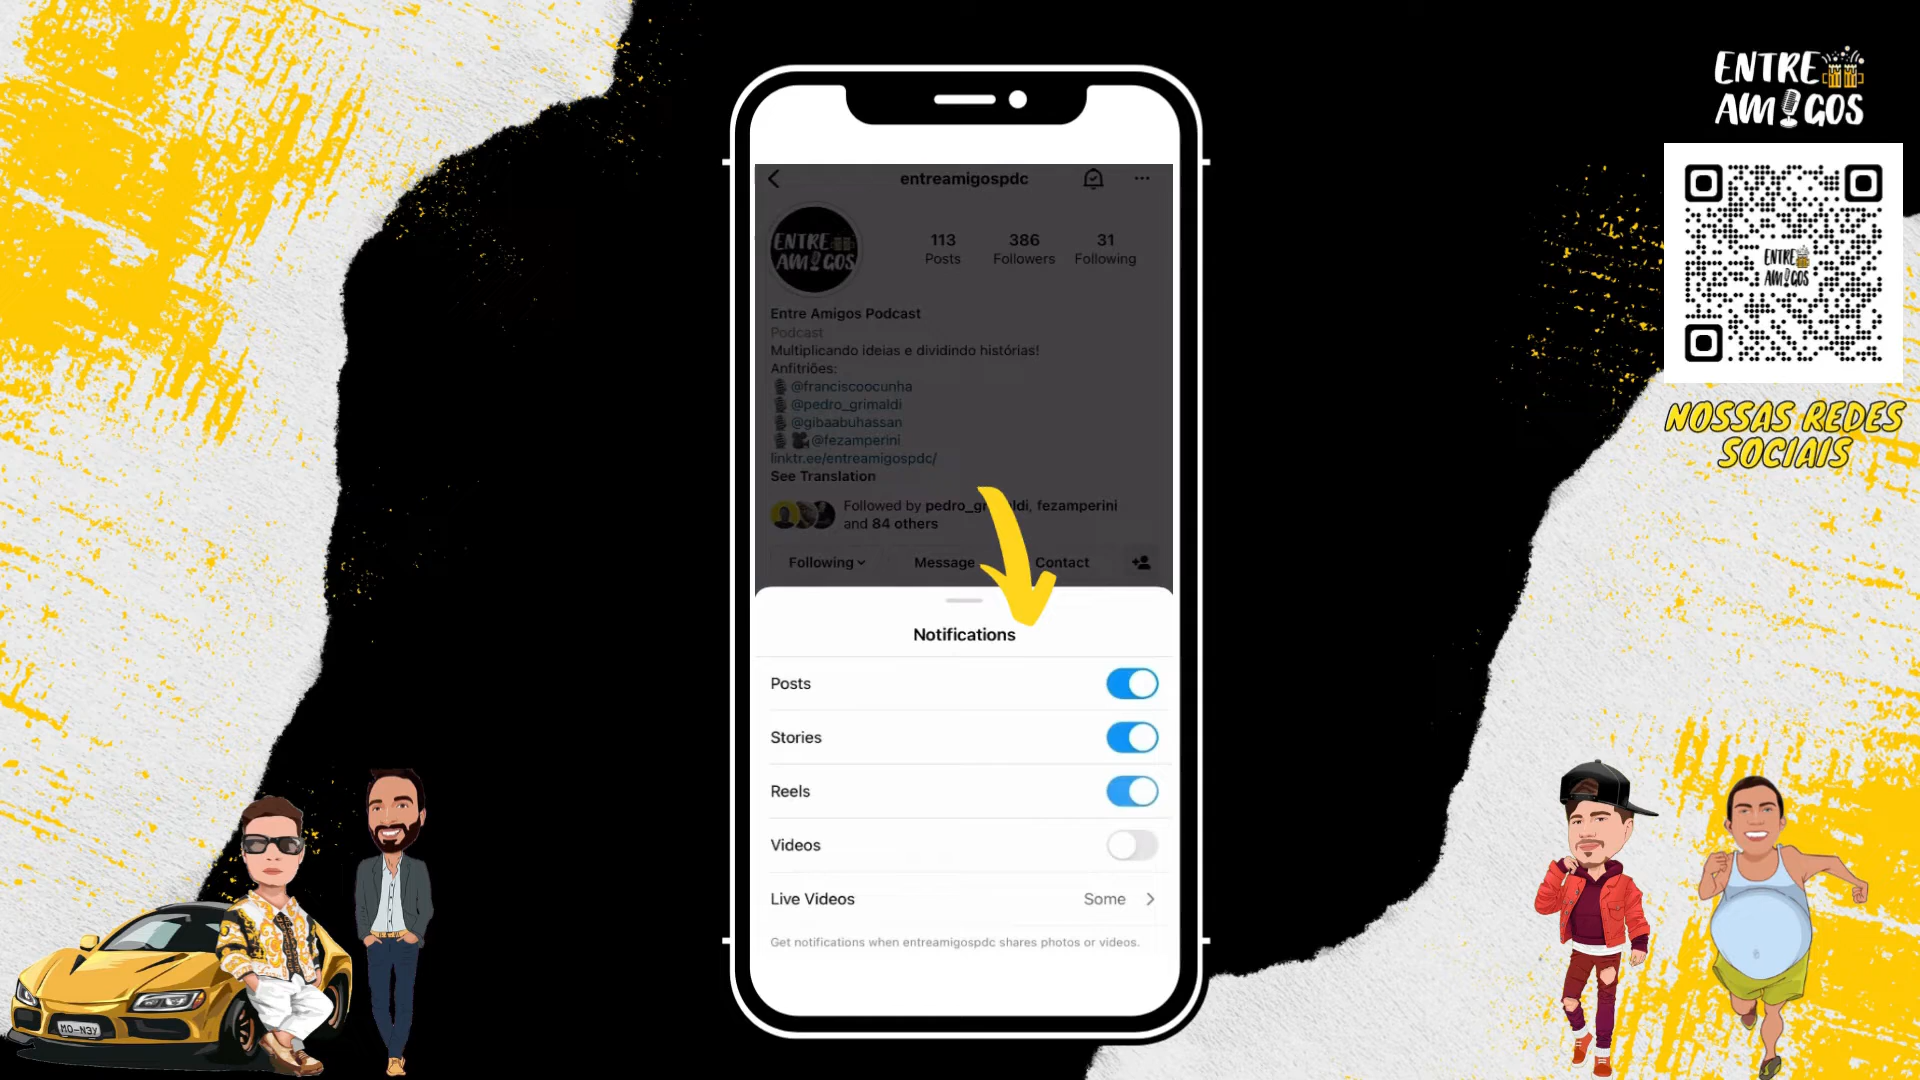 ENTRE
AMIGOS
entreamigospdc
ENTRE
AMIGOS
113
Posts
386
Followers
31
Following
Entre Amigos Podcast
Podcast
Multiplicando ideias e dividindo histórias!
Anfitriões:
@franciscoocunha
@pedro_grimaldi
@gibaabuhassan
@fezamperini
linktr.ee/entreamigospdc/
See Translation
Followed by pedro_gr ldi, fezamperini
and 84 others
Following
Message
Contact
Notifications
Posts
Stories
Reels
Videos
Live Videos
Some
Get notifications when entreamigospdc shares photos or videos.
ENTRE
AMIGOS
NOSSAS REDES
SOCIAIS
MO-N3Y